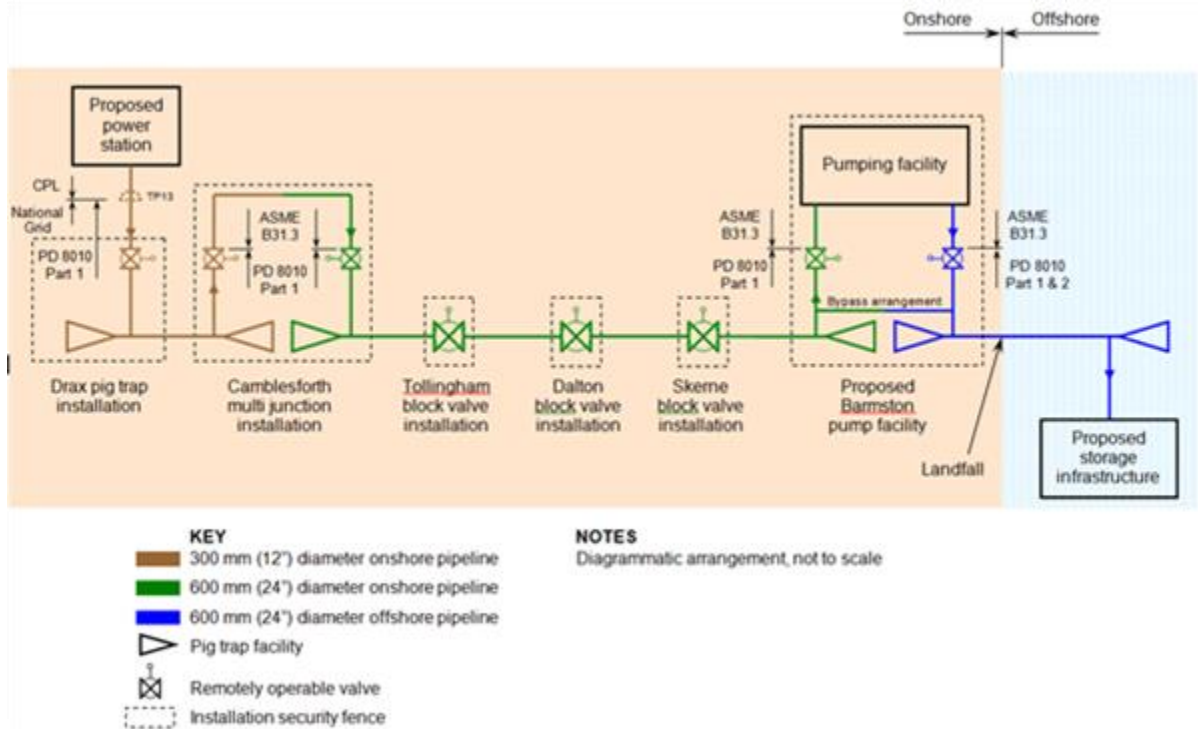 Onshore
Offshore
Proposed
power
station
CPL
TP13
National
Grid
PD 8010
Part 1
ASME
B31.3
PD 8010
Part 1
Pumping facility
ASME
B31.3
PD 8010
Part 1
ASME
B31.3
PD 8010
Part 1 & 2
Bypass arrangement
Drax pig trap
installation
Camblesforth
multi junction
installation
Tollingham
block valve
installation
Dalton
block valve
installation
Skerne
block valve
installation
Proposed
Barmston
pump facility
Landfall
Proposed
storage
infrastructure
KEY
300 mm (12") diameter onshore pipeline
600 mm (24") diameter onshore pipeline
600 mm (24") diameter offshore pipeline
Pig trap facility
Remotely operable valve
Installation security fence
NOTES
Diagrammatic arrangement, not to scale